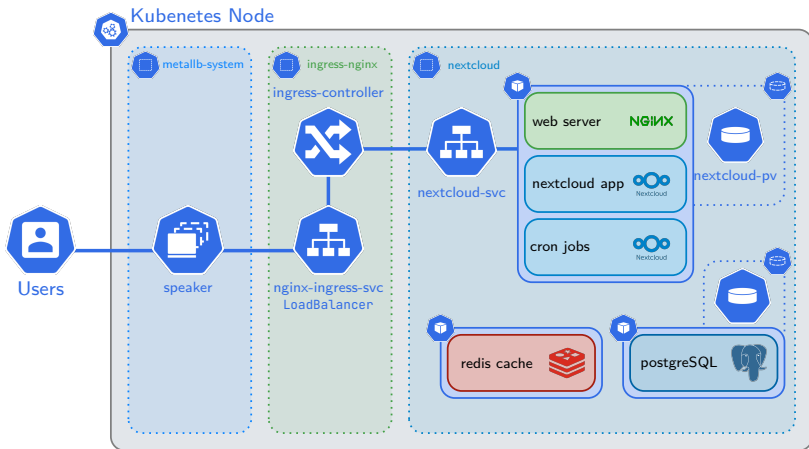 Kubernetes Node
metallb-system
ingress-nginx
nextcloud
ingress-controller
web server
NGINX
nextcloud app
Nextcloud
nextcloud-svc
nextcloud-pv
cron jobs
Nextcloud
Users
speaker
nginx-ingress-svc
LoadBalancer
redis cache
postgreSQL